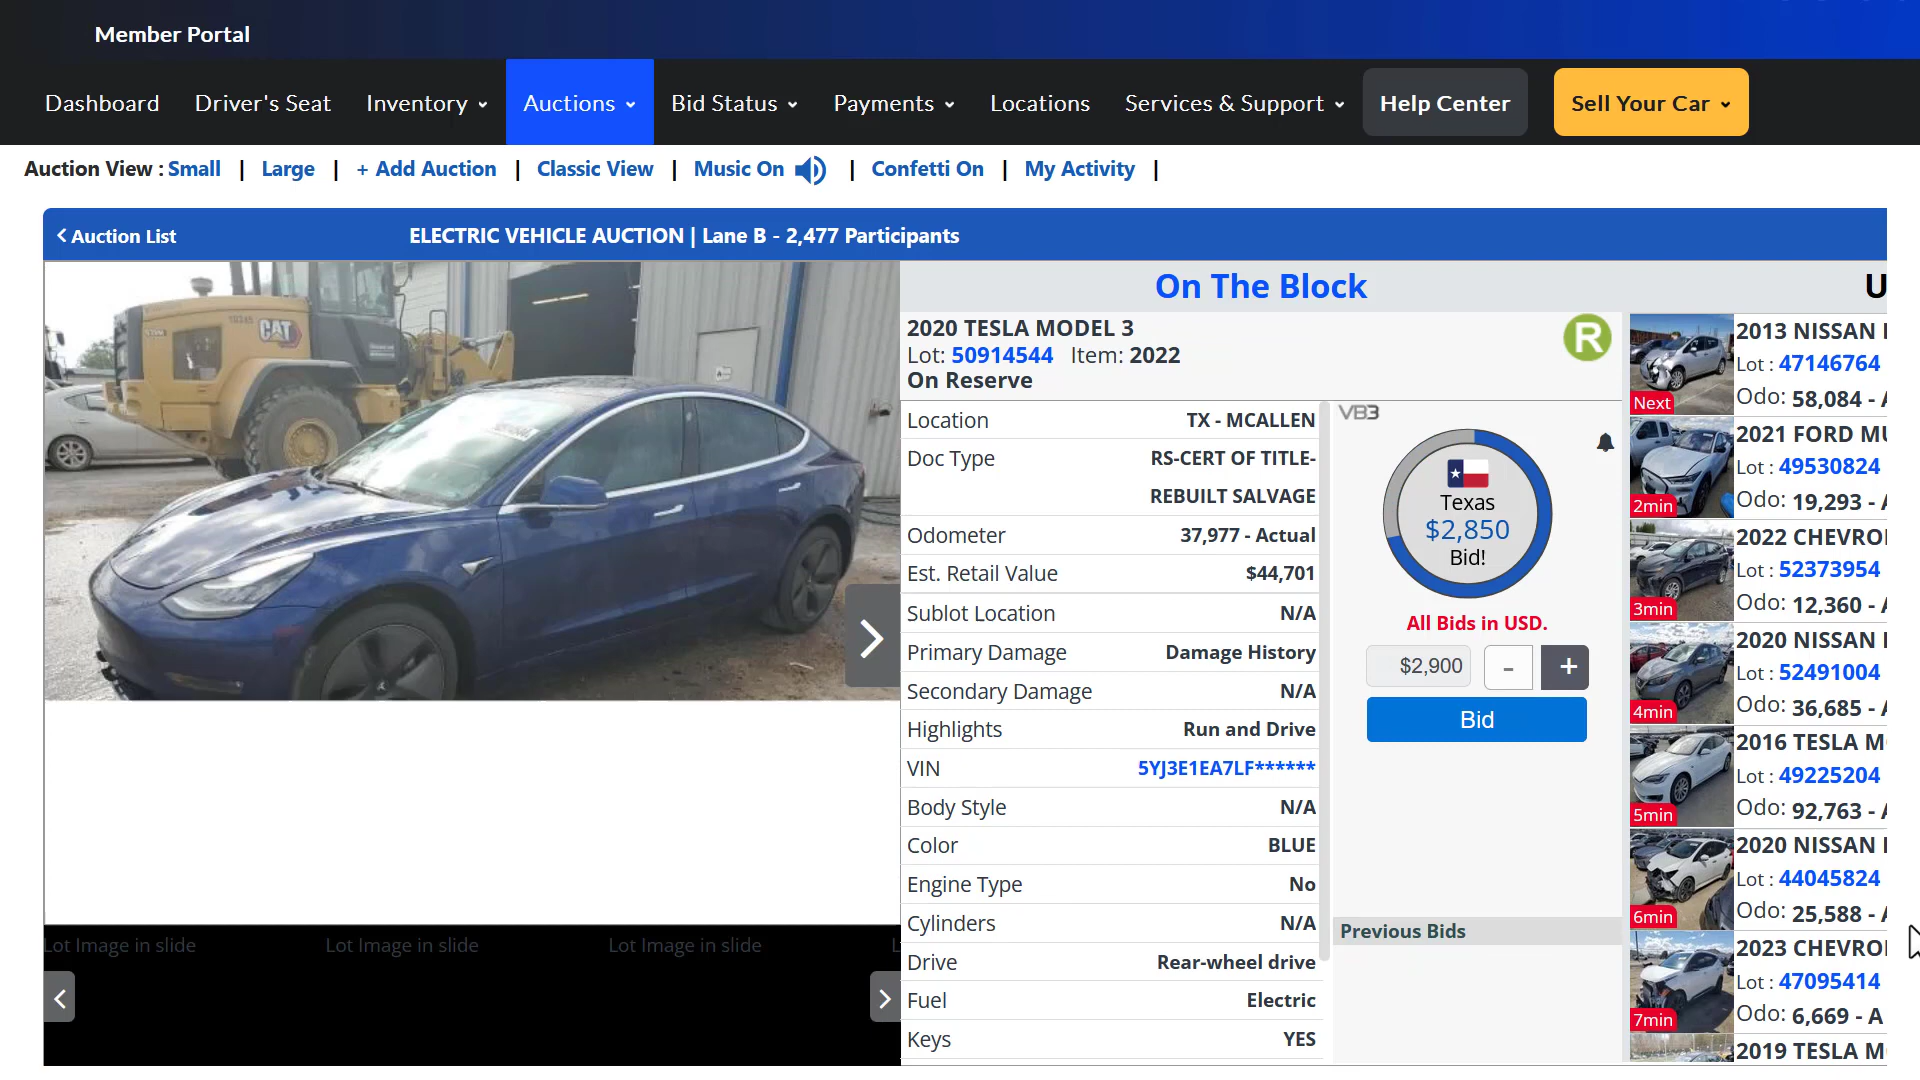 Member Portal
Dashboard Driver's Seat Inventory Auctions Bid Status Payments Locations Services & Support Help Center Sell Your Car
Auction View : Small | Large | + Add Auction | Classic View | Music On | Confetti On | My Activity |
Auction List
ELECTRIC VEHICLE AUCTION | Lane B - 2,477 Participants
CAT
On The Block
2020 TESLA MODEL 3
Lot: 50914544 Item: 2022
On Reserve
R
Location TX - MCALLEN
Doc Type RS-CERT OF TITLE-
REBUILT SALVAGE
Odometer 37,977 - Actual
Est. Retail Value $44,701
Sublot Location N/A
Primary Damage Damage History
Secondary Damage N/A
Highlights Run and Drive
VIN 5YJ3E1EA7LF******
Body Style N/A
Color BLUE
Engine Type No
Cylinders N/A
Drive Rear-wheel drive
Fuel Electric
Keys YES
VB3
Texas
$2,850
Bid!
All Bids in USD.
$2,900 - +
Bid
Previous Bids
U
2013 NISSAN
Lot : 47146764
Odo: 58,084 - A
Next
2021 FORD MU
Lot : 49530824
Odo: 19,293 - A
2min
2022 CHEVROL
Lot : 52373954
Odo: 12,360 - A
3min
2020 NISSAN
Lot : 52491004
Odo: 36,685 - A
4min
2016 TESLA MO
Lot : 49225204
Odo: 92,763 - A
5min
2020 NISSAN
Lot : 44045824
Odo: 25,588 - A
6min
2023 CHEVROL
Lot : 47095414
Odo: 6,669 - A
7min
2019 TESLA MO
Lot Image in slide Lot Image in slide Lot Image in slide L